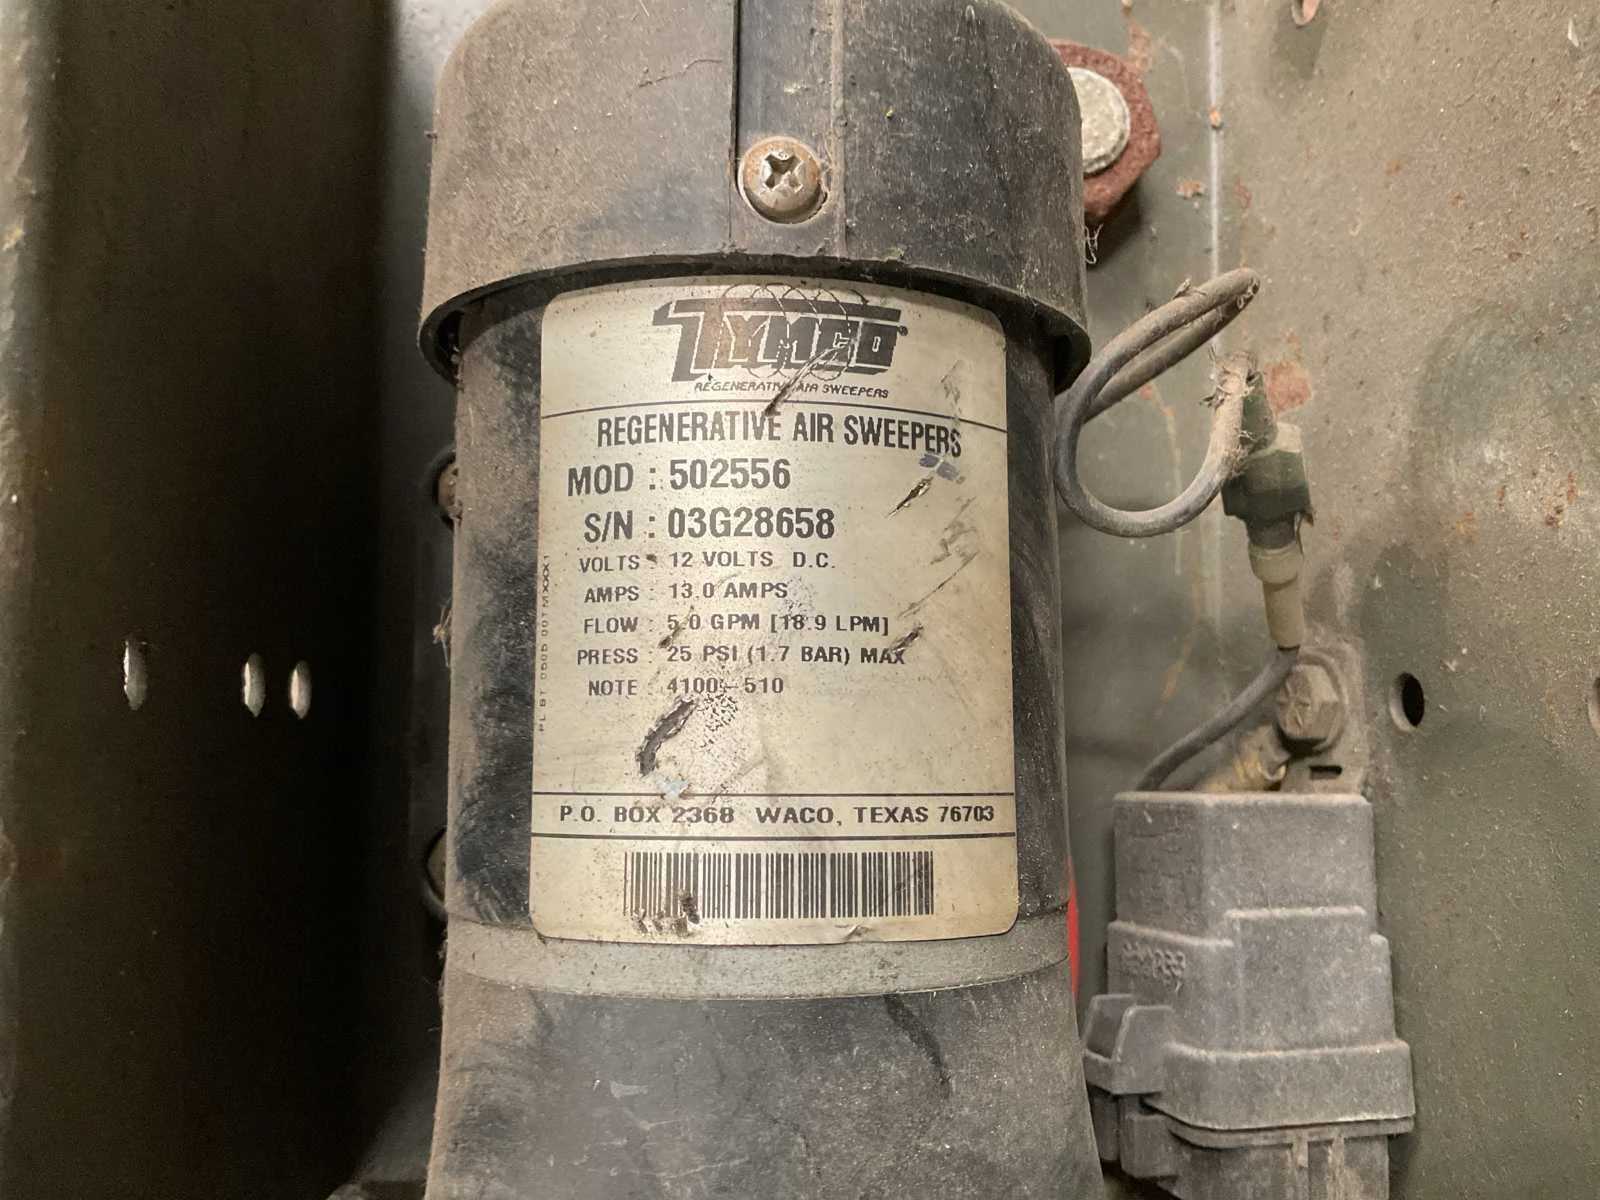 TYMCO®
REGENERATIVE AIR SWEEPERS
REGENERATIVE AIR SWEEPERS
MOD : 502556
S/N : 03G28658
VOLTS : 12 VOLTS D.C.
AMPS : 13.0 AMPS
FLOW : 5.0 GPM [18.9 LPM]
PRESS : 25 PSI (1.7 BAR) MAX
NOTE : 4100-510
P.O. BOX 2368 WACO, TEXAS 76703